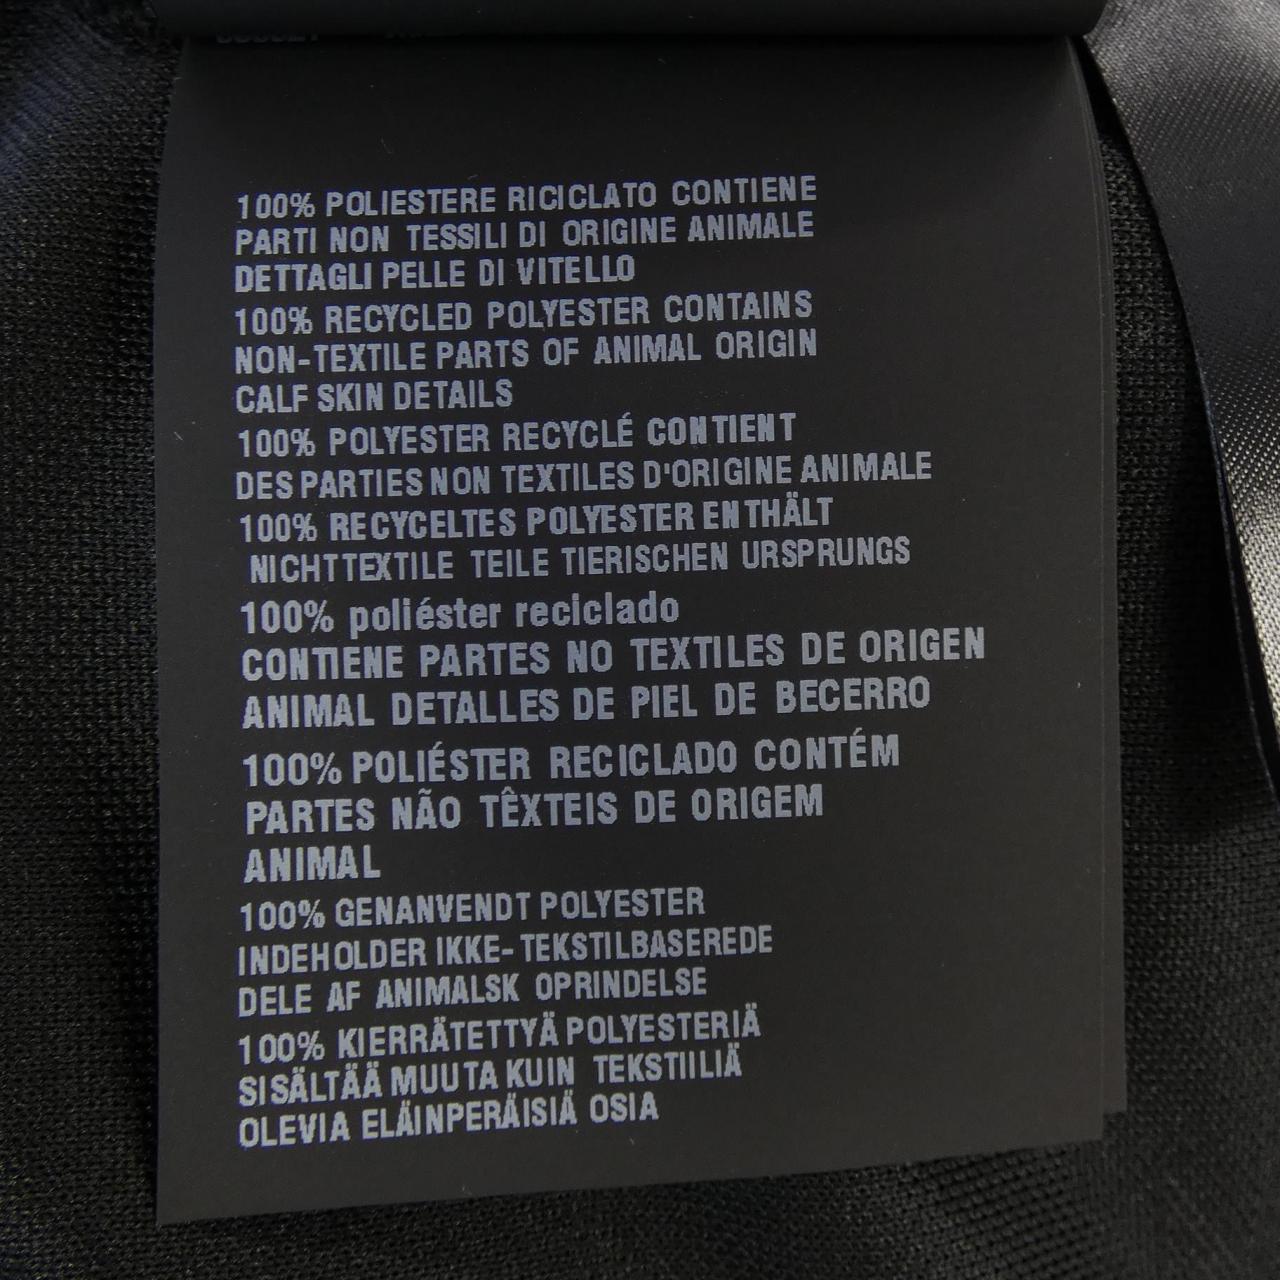 100% POLIESTERE RICICLATO CONTIENE
PARTI NON TESSILI DI ORIGINE ANIMALE
DETTAGLI PELLE DI VITELLO
100% RECYCLED POLYESTER CONTAINS
NON-TEXTILE PARTS OF ANIMAL ORIGIN
CALF SKIN DETAILS
100% POLYESTER RECYCLÉ CONTIENT
DES PARTIES NON TEXTILES D'ORIGINE ANIMALE
100% RECYCELTES POLYESTER ENTHÄLT
NICHTTEXTILE TEILE TIERISCHEN URSPRUNGS
100% poliéster reciclado
CONTIENE PARTES NO TEXTILES DE ORIGEN
ANIMAL DETALLES DE PIEL DE BECERRO
100% POLIÉSTER RECICLADO CONTÉM
PARTES NÃO TÊXTEIS DE ORIGEM
ANIMAL
100% GENANVENDT POLYESTER
INDEHOLDER IKKE-TEKSTILBASEREDE
DELE AF ANIMALSK OPRINDELSE
100% KIERRÄTETTYÄ POLYESTERIÄ
SISÄLTÄÄ MUUTA KUIN TEKSTIILIÄ
OLEVIA ELÄINPERÄISIÄ OSIA